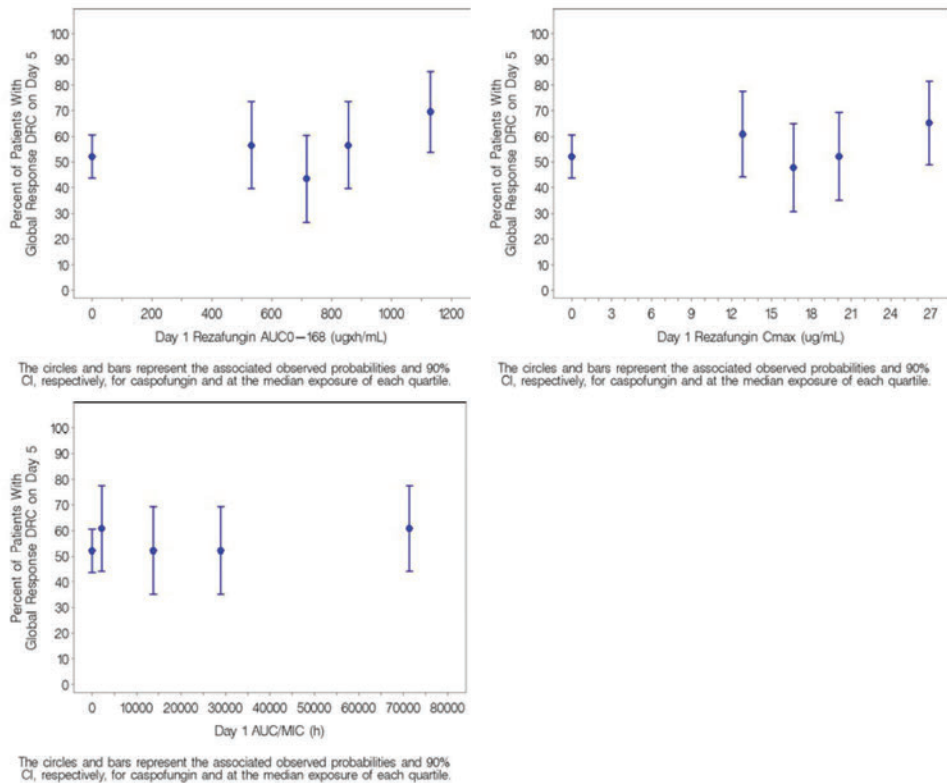 Percent of Patients With
Global Response DRC on Day 5
100
90
80
70
60
50
40
30
20
10
0
0 200 400 600 800 1000 1200
Day 1 Rezafungin AUC0−168 (ugxh/mL)
The circles and bars represent the associated observed probabilities and 90%
CI, respectively, for caspofungin and at the median exposure of each quartile.
Percent of Patients With
Global Response DRC on Day 5
100
90
80
70
60
50
40
30
20
10
0
0 3 6 9 12 15 18 21 24 27
Day 1 Rezafungin Cmax (ug/mL)
The circles and bars represent the associated observed probabilities and 90%
CI, respectively, for caspofungin and at the median exposure of each quartile.
Percent of Patients With
Global Response DRC on Day 5
100
90
80
70
60
50
40
30
20
10
0
0 10000 20000 30000 40000 50000 60000 70000 80000
Day 1 AUC/MIC (h)
The circles and bars represent the associated observed probabilities and 90%
CI, respectively, for caspofungin and at the median exposure of each quartile.